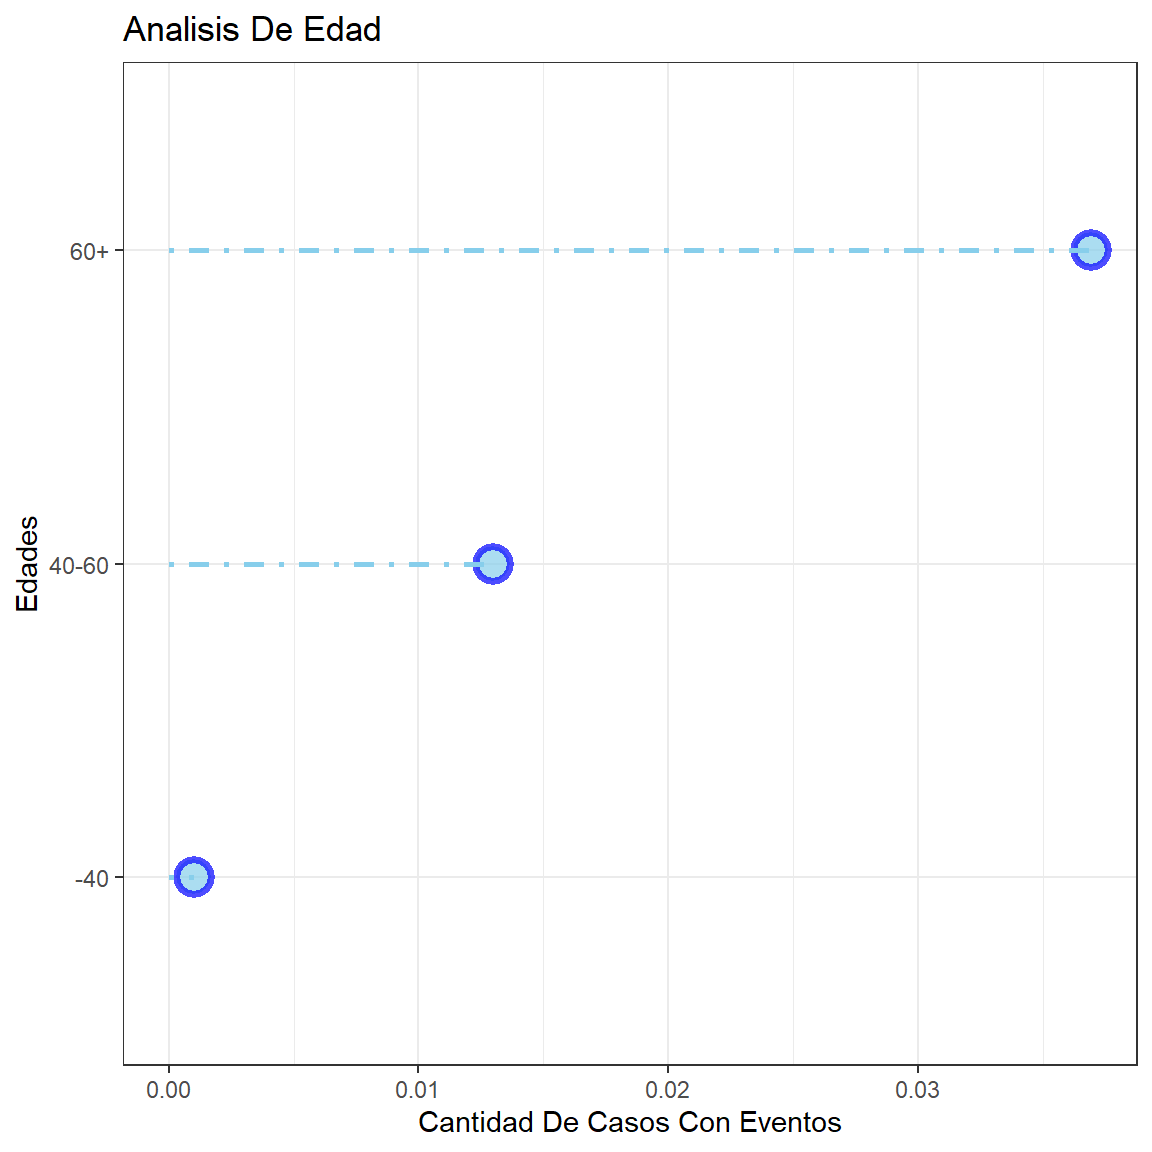 Analisis De Edad
60+
40-60
-40
Edades
0.00
0.01
0.02
0.03
Cantidad De Casos Con Eventos